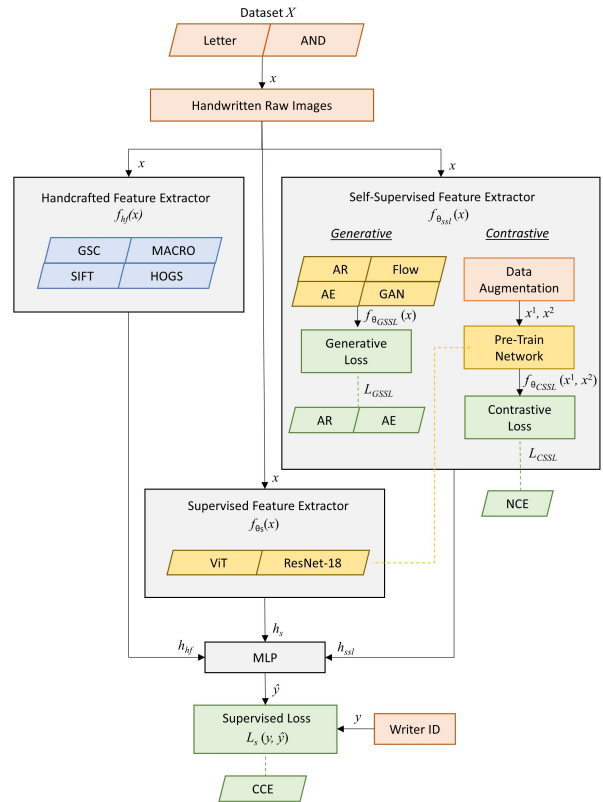 Dataset X
Letter AND
x
Handwritten Raw Images
x x
Handcrafted Feature Extractor
f_hf(x)
GSC MACRO
SIFT HOGS
Self-Supervised Feature Extractor
f_θ_ssl(x)
Generative Contrastive
AR Flow
AE GAN
f_θ_GSSL(x)
Generative
Loss
L_GSSL
AR AE
Data
Augmentation
x¹, x²
Pre-Train
Network
f_θ_CSSL(x¹, x²)
Contrastive
Loss
L_CSSL
NCE
x
Supervised Feature Extractor
f_θs(x)
ViT ResNet-18
h_s
h_hf h_ssl
MLP
ŷ
Supervised Loss
L_s (y, ŷ)
y
Writer ID
CCE